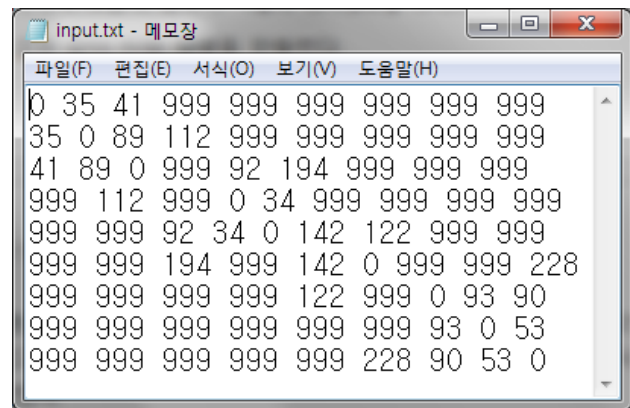 input.txt - 메모장
파일(F) 편집(E) 서식(O) 보기(V) 도움말(H)
0 35 41 999 999 999 999 999 999
35 0 89 112 999 999 999 999 999
41 89 0 999 92 194 999 999 999
999 112 999 0 34 999 999 999 999
999 999 92 34 0 142 122 999 999
999 999 194 999 142 0 999 999 228
999 999 999 999 122 999 0 93 90
999 999 999 999 999 999 93 0 53
999 999 999 999 999 228 90 53 0